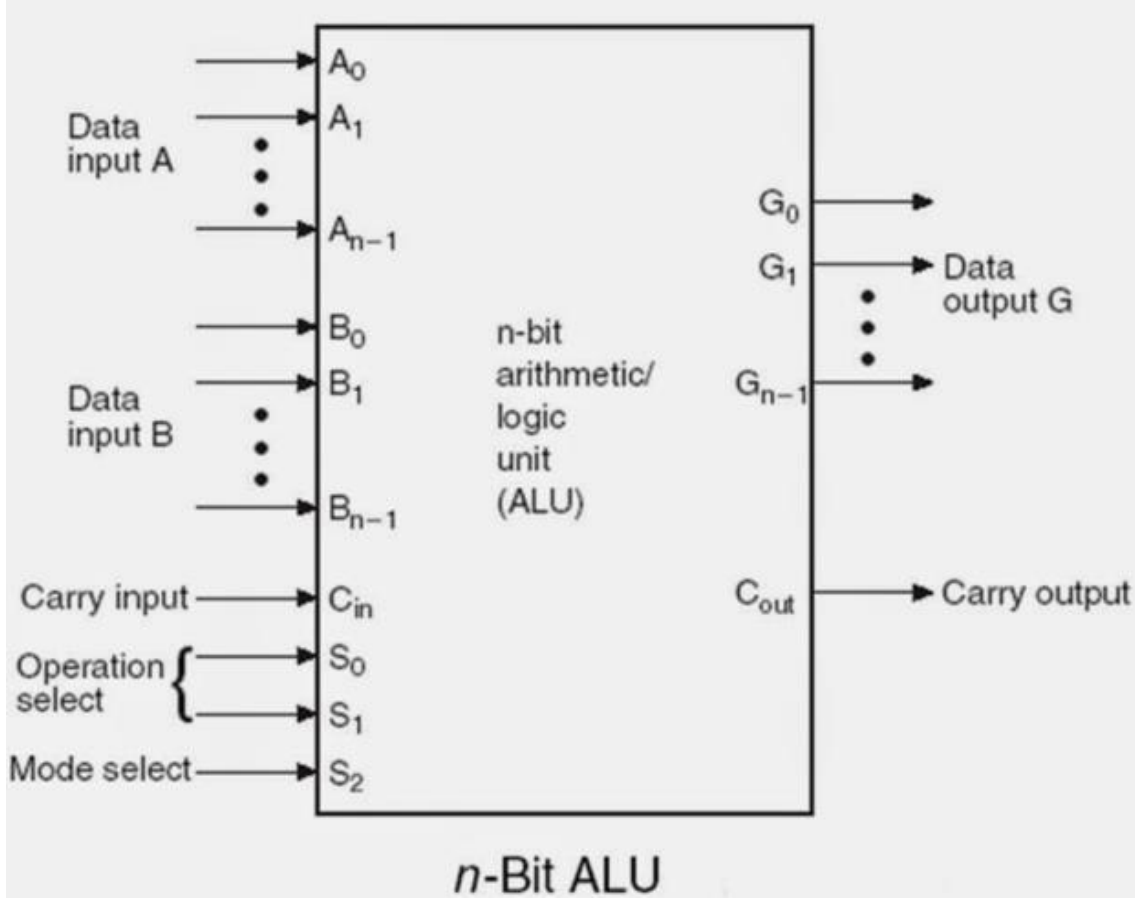 A0
A1
Data
input A
An−1
B0
B1
Data
input B
Bn−1
Carry input
Cin
Operation
select
S0
S1
Mode select
S2
n-bit
arithmetic/
logic
unit
(ALU)
G0
G1
Data
output G
Gn−1
Cout
Carry output
n-Bit ALU